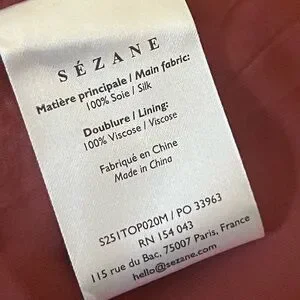 SÉZANE
Matière principale / Main fabric:
100% Soie / Silk
Doublure / Lining:
100% Viscose / Viscose
Fabriqué en Chine
Made in China
S251TOP020M / PO 33963
RN 154 043
115 rue du Bac, 75007 Paris, France
hello@sezane.com